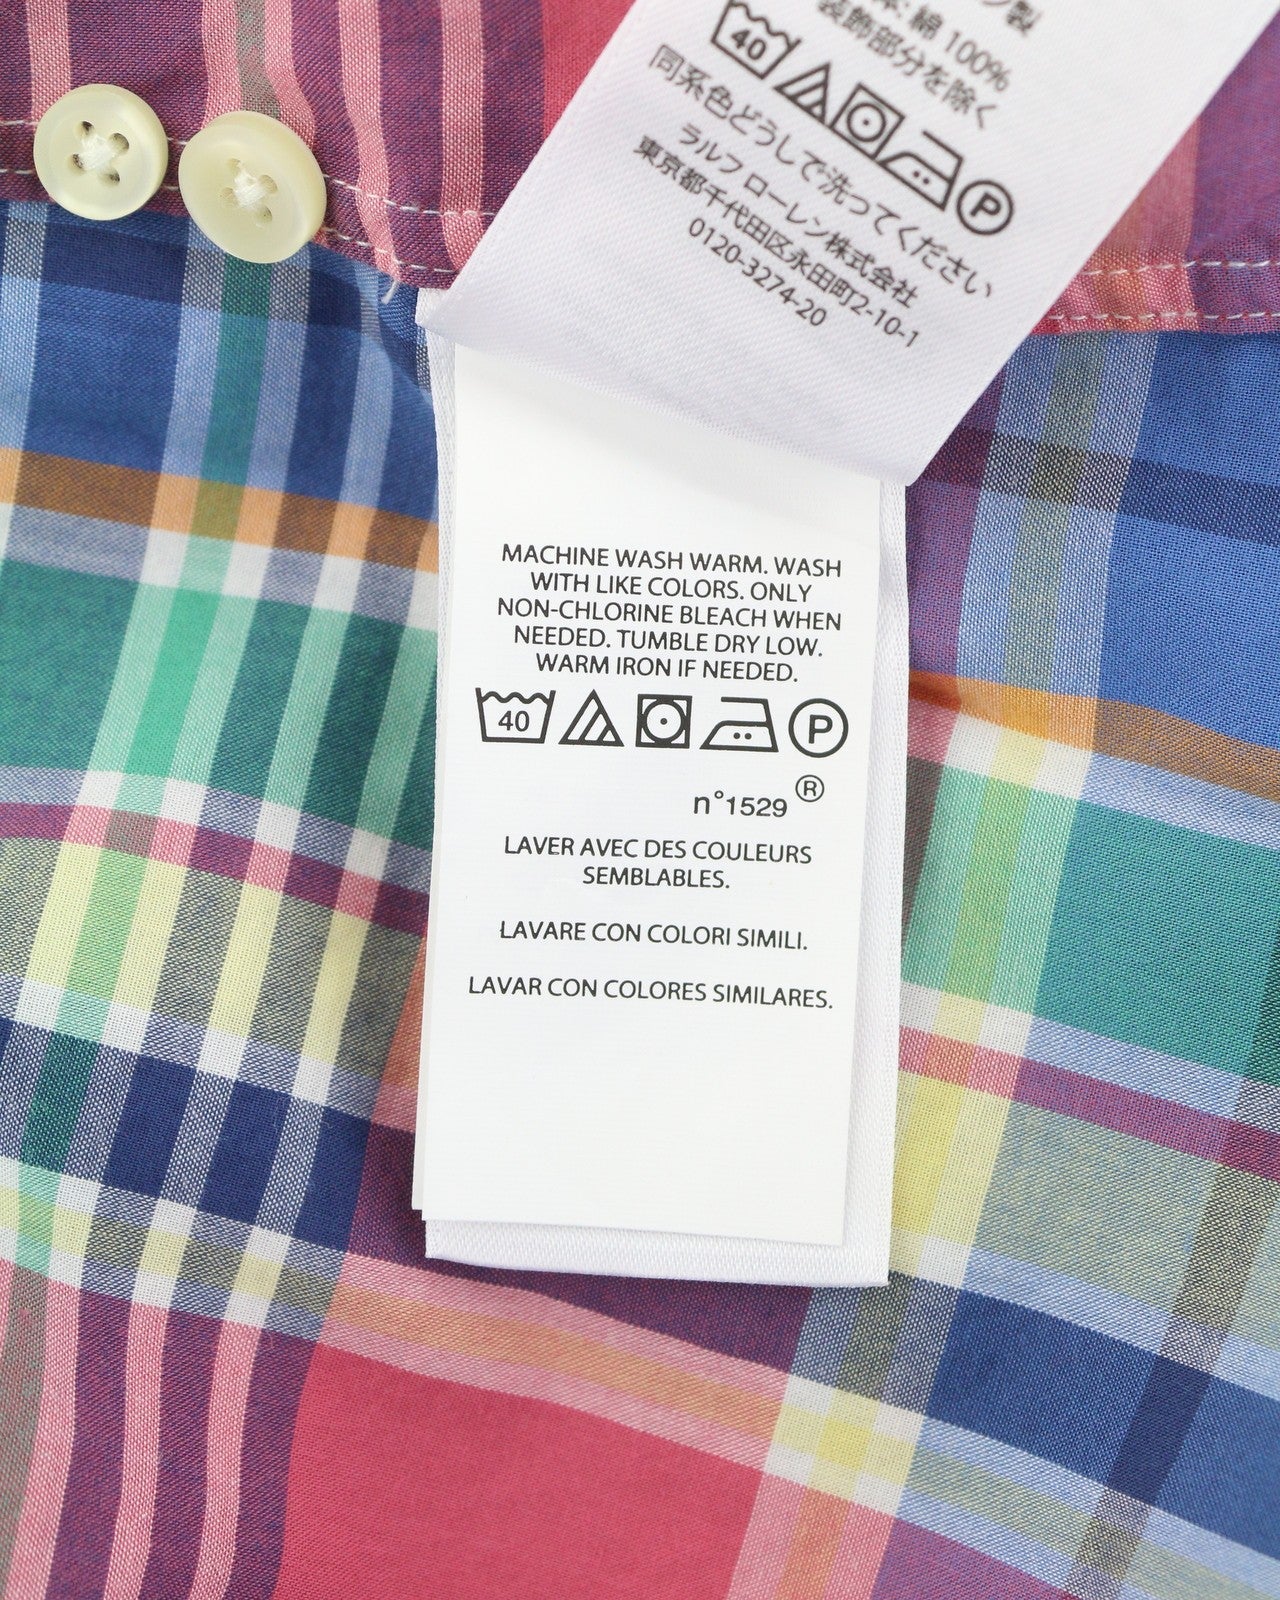 本体: 綿 100%
装飾部分を除く
40
P
同系色どうしで洗ってください
ラルフ ローレン株式会社
東京都千代田区永田町2-10-1
0120-3274-20
MACHINE WASH WARM. WASH
WITH LIKE COLORS. ONLY
NON-CHLORINE BLEACH WHEN
NEEDED. TUMBLE DRY LOW.
WARM IRON IF NEEDED.
40
P
n°1529 ®
LAVER AVEC DES COULEURS
SEMBLABLES.
LAVARE CON COLORI SIMILI.
LAVAR CON COLORES SIMILARES.